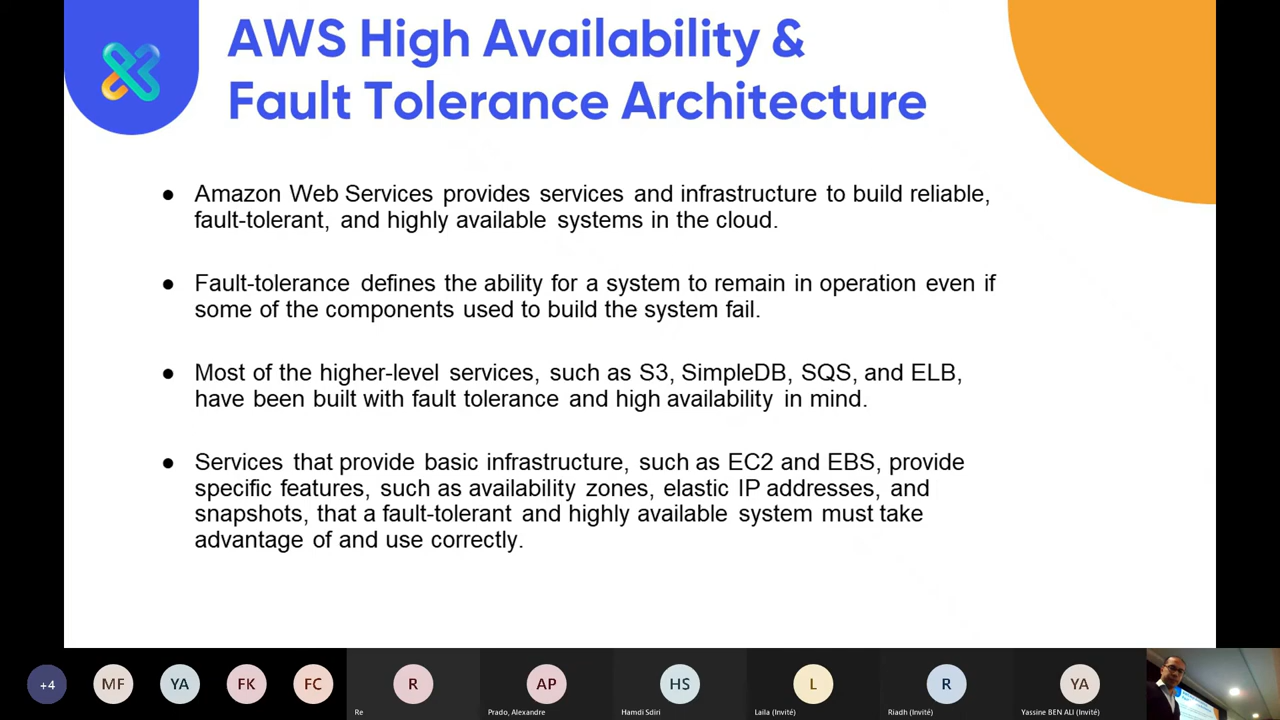 AWS High Availability &
Fault Tolerance Architecture
● Amazon Web Services provides services and infrastructure to build reliable,
fault-tolerant, and highly available systems in the cloud.
● Fault-tolerance defines the ability for a system to remain in operation even if
some of the components used to build the system fail.
● Most of the higher-level services, such as S3, SimpleDB, SQS, and ELB,
have been built with fault tolerance and high availability in mind.
● Services that provide basic infrastructure, such as EC2 and EBS, provide
specific features, such as availability zones, elastic IP addresses, and
snapshots, that a fault-tolerant and highly available system must take
advantage of and use correctly.
+4 MF YA FK FC R AP HS L R YA
Re Prado, Alexandre Hamdi Sdiri Laila (Invité) Riadh (Invité) Yassine BEN ALI (Invité)